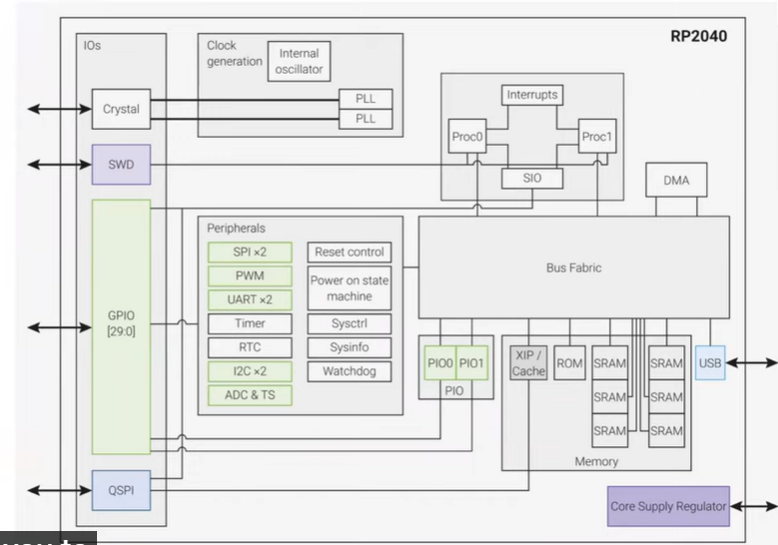 RP2040
IOs
Clock
generation
Internal
oscillator
Crystal
PLL
PLL
Interrupts
Proc0
Proc1
SWD
SIO
DMA
GPIO
[29:0]
Peripherals
SPI ×2
Reset control
PWM
Power on state
machine
UART ×2
Timer
Sysctrl
RTC
Sysinfo
I2C ×2
Watchdog
ADC & TS
Bus Fabric
PIO0
PIO1
PIO
XIP /
Cache
ROM
SRAM
SRAM
USB
SRAM
SRAM
SRAM
SRAM
Memory
QSPI
Core Supply Regulator